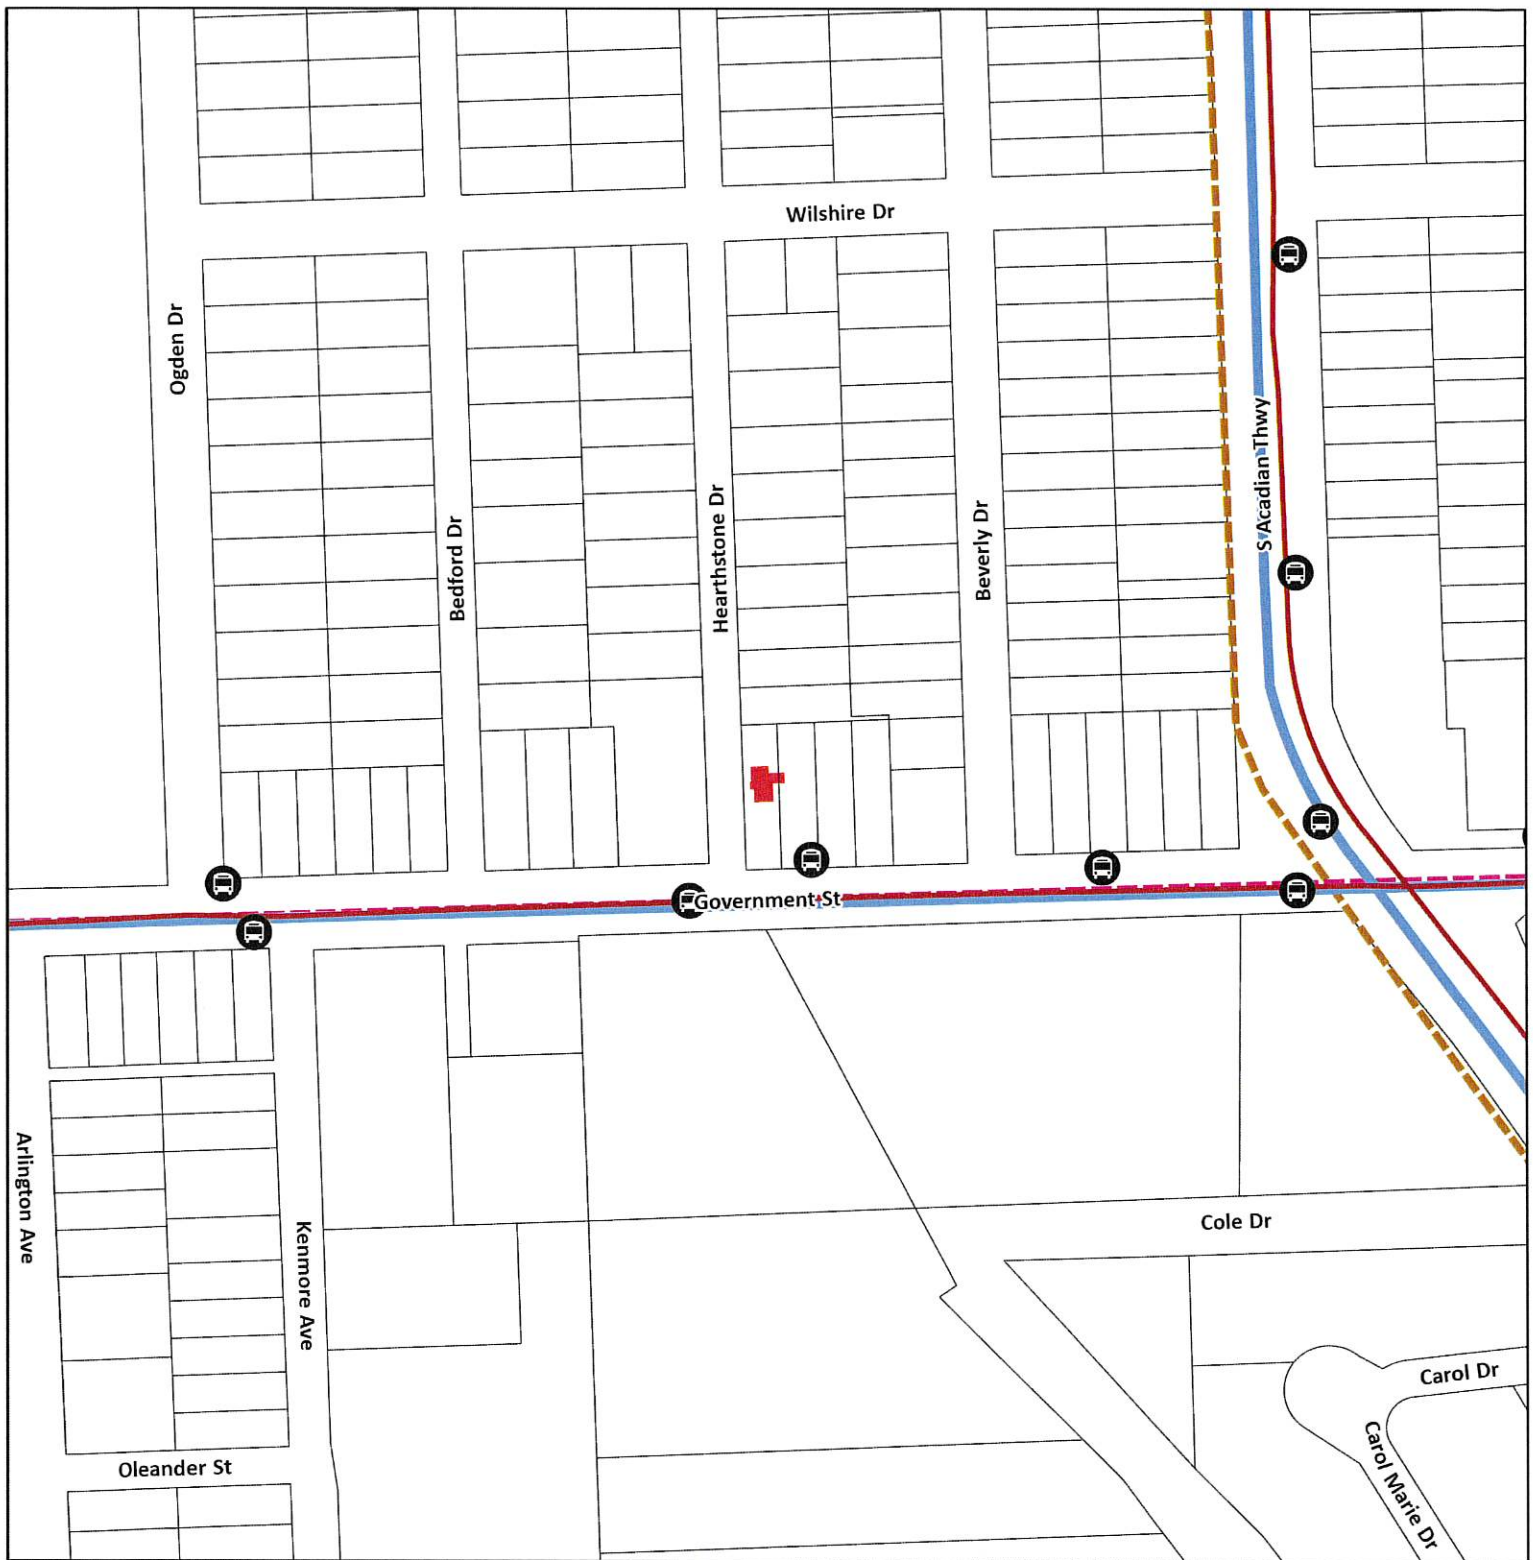 Wilshire Dr
Ogden Dr
Bedford Dr
Hearthstone Dr
Beverly Dr
S Acadian Thwy
Government St
Arlington Ave
Kenmore Ave
Cole Dr
Carol Dr
Carol Marie Dr
Oleander St